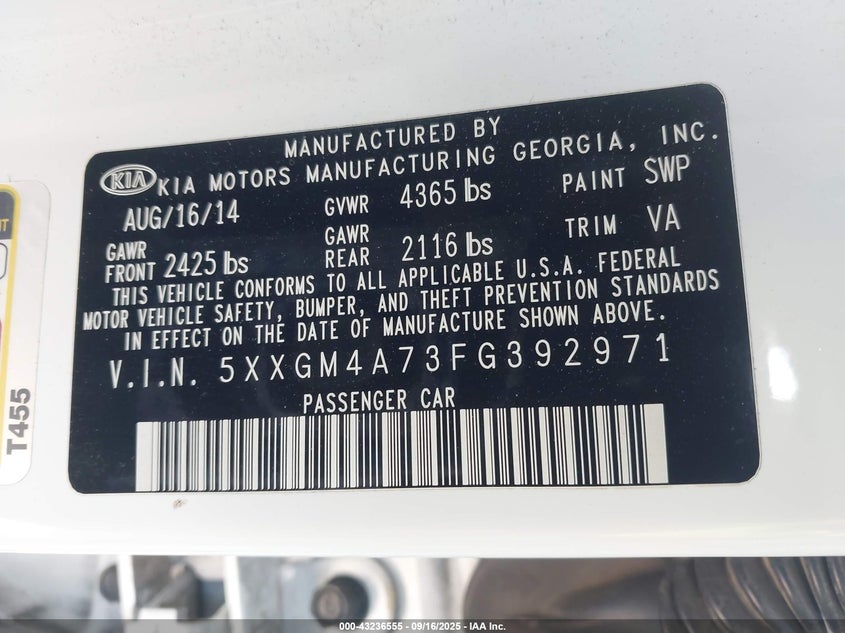 MANUFACTURED BY
KIA KIA MOTORS MANUFACTURING GEORGIA, INC.
AUG/16/14 GVWR 4365 lbs PAINT SWP
GAWR FRONT 2425 lbs GAWR REAR 2116 lbs TRIM VA
THIS VEHICLE CONFORMS TO ALL APPLICABLE U.S.A. FEDERAL
MOTOR VEHICLE SAFETY, BUMPER, AND THEFT PREVENTION STANDARDS
IN EFFECT ON THE DATE OF MANUFACTURE SHOWN ABOVE.
V.I.N. 5XXGM4A73FG392971
PASSENGER CAR
T455
000-43236555 - 09/16/2025 - IAA Inc.